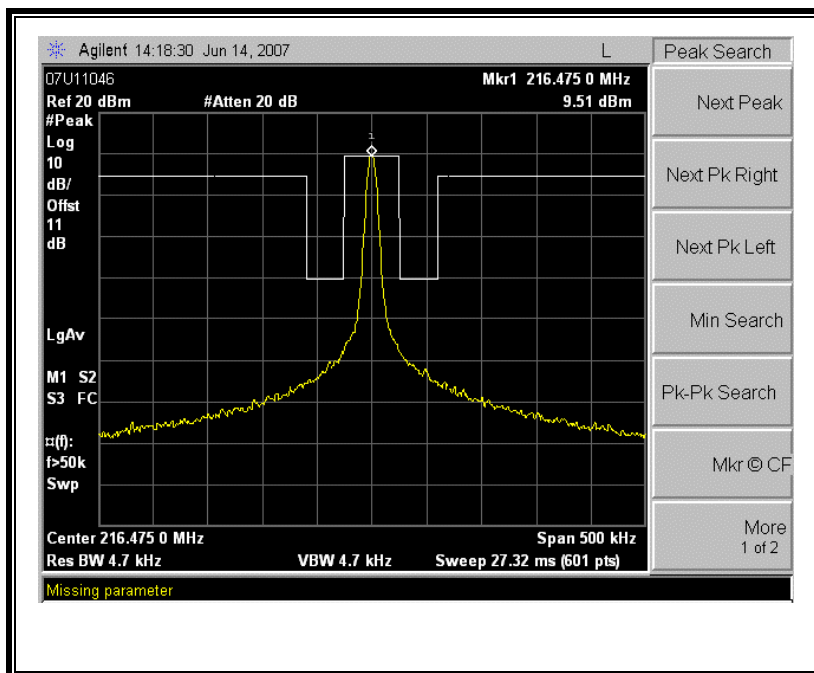 Agilent 14:18:30 Jun 14, 2007 L
Peak Search
07U11046
Mkr1 216.475 0 MHz
Ref 20 dBm #Atten 20 dB 9.51 dBm
#Peak
Log
10
dB/
Offst
11
dB
1
LgAv
M1 S2
S3 FC
¤(f):
f>50k
Swp
Center 216.475 0 MHz Span 500 kHz
Res BW 4.7 kHz VBW 4.7 kHz Sweep 27.32 ms (601 pts)
Missing parameter
Next Peak
Next Pk Right
Next Pk Left
Min Search
Pk-Pk Search
Mkr © CF
More
1 of 2